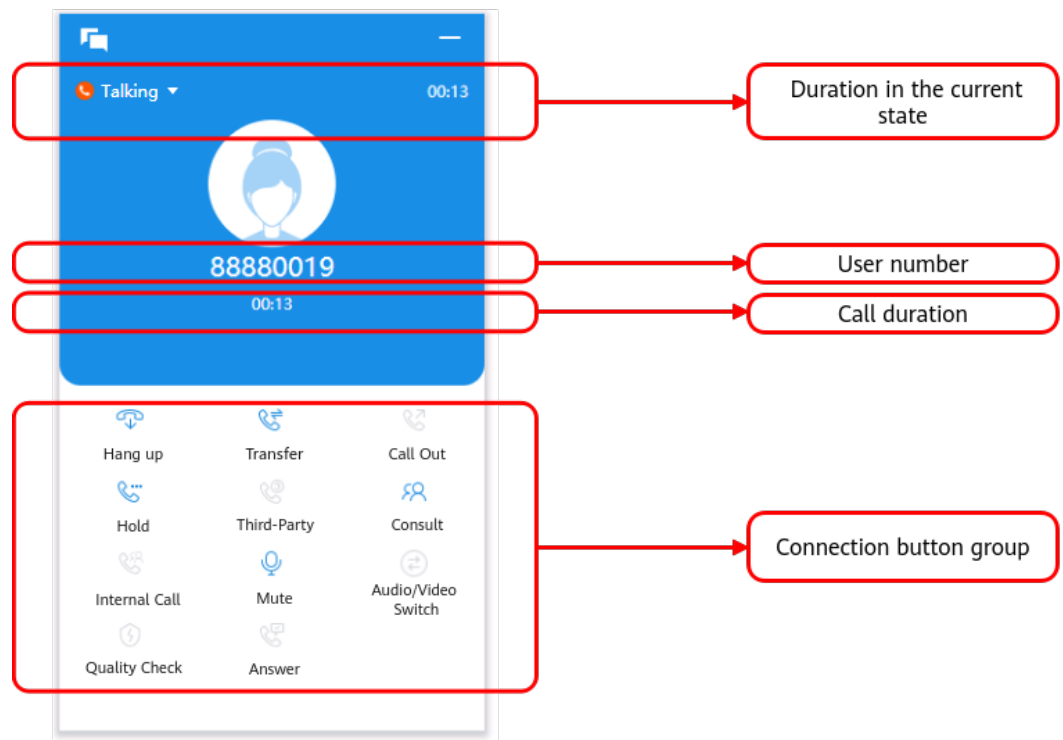 Talking
00:13
Duration in the current
state
88880019
User number
00:13
Call duration
Hang up
Transfer
Call Out
Hold
Third-Party
Consult
Connection button group
Internal Call
Mute
Audio/Video
Switch
Quality Check
Answer